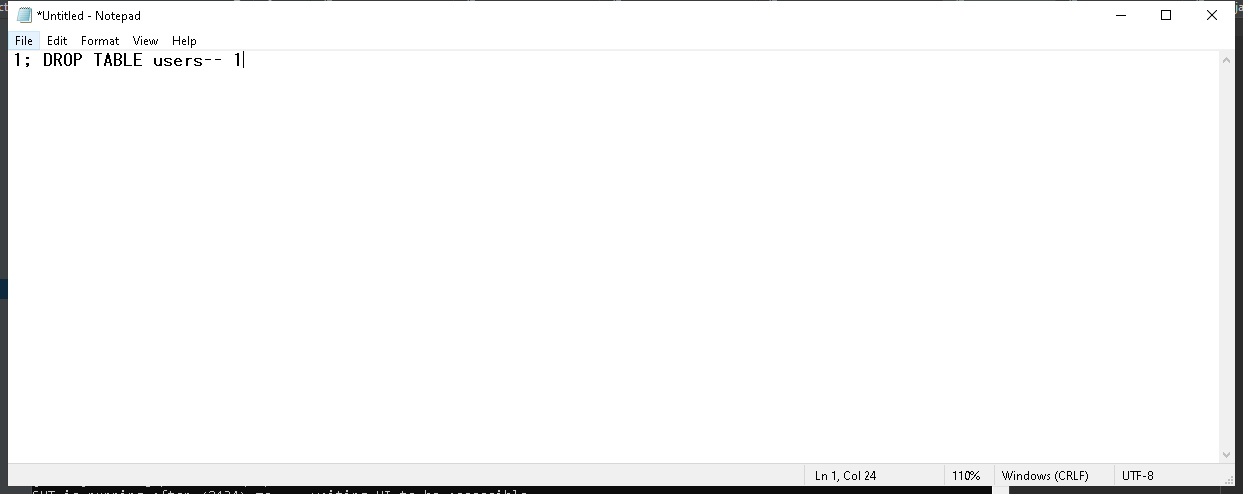 *Untitled - Notepad
File Edit Format View Help
1; DROP TABLE users-- 1
Ln 1, Col 24 110% Windows (CRLF) UTF-8